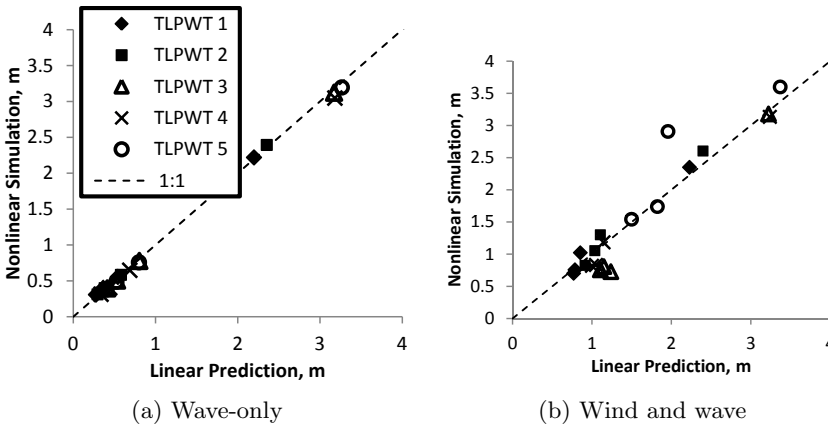 4
3.5
3
2.5
2
1.5
1
0.5
0
Nonlinear Simulation, m
TLPWT 1
TLPWT 2
TLPWT 3
TLPWT 4
TLPWT 5
1:1
0 1 2 3 4
Linear Prediction, m
(a) Wave-only
4
3.5
3
2.5
2
1.5
1
0.5
0
Nonlinear Simulation, m
0 1 2 3 4
Linear Prediction, m
(b) Wind and wave